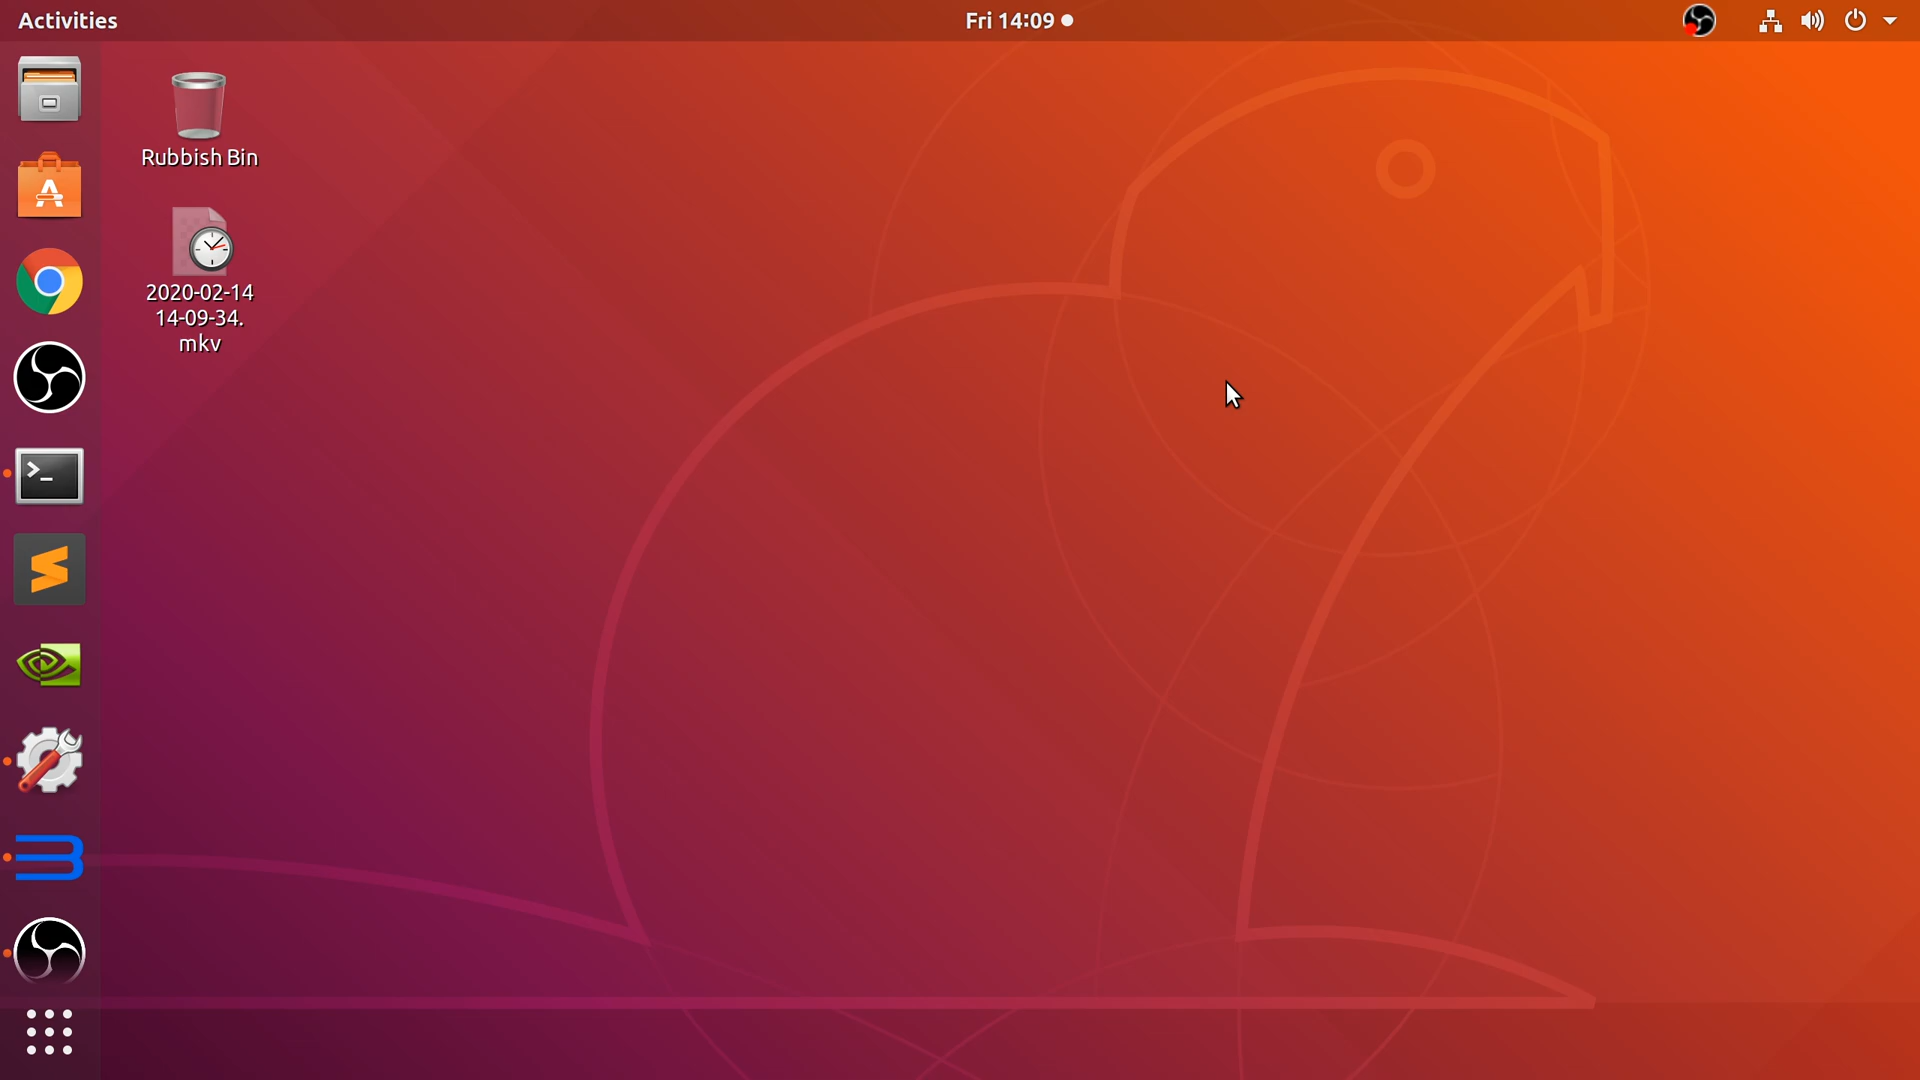 Activities
Fri 14:09
Rubbish Bin
2020-02-14
14-09-34.
mkv